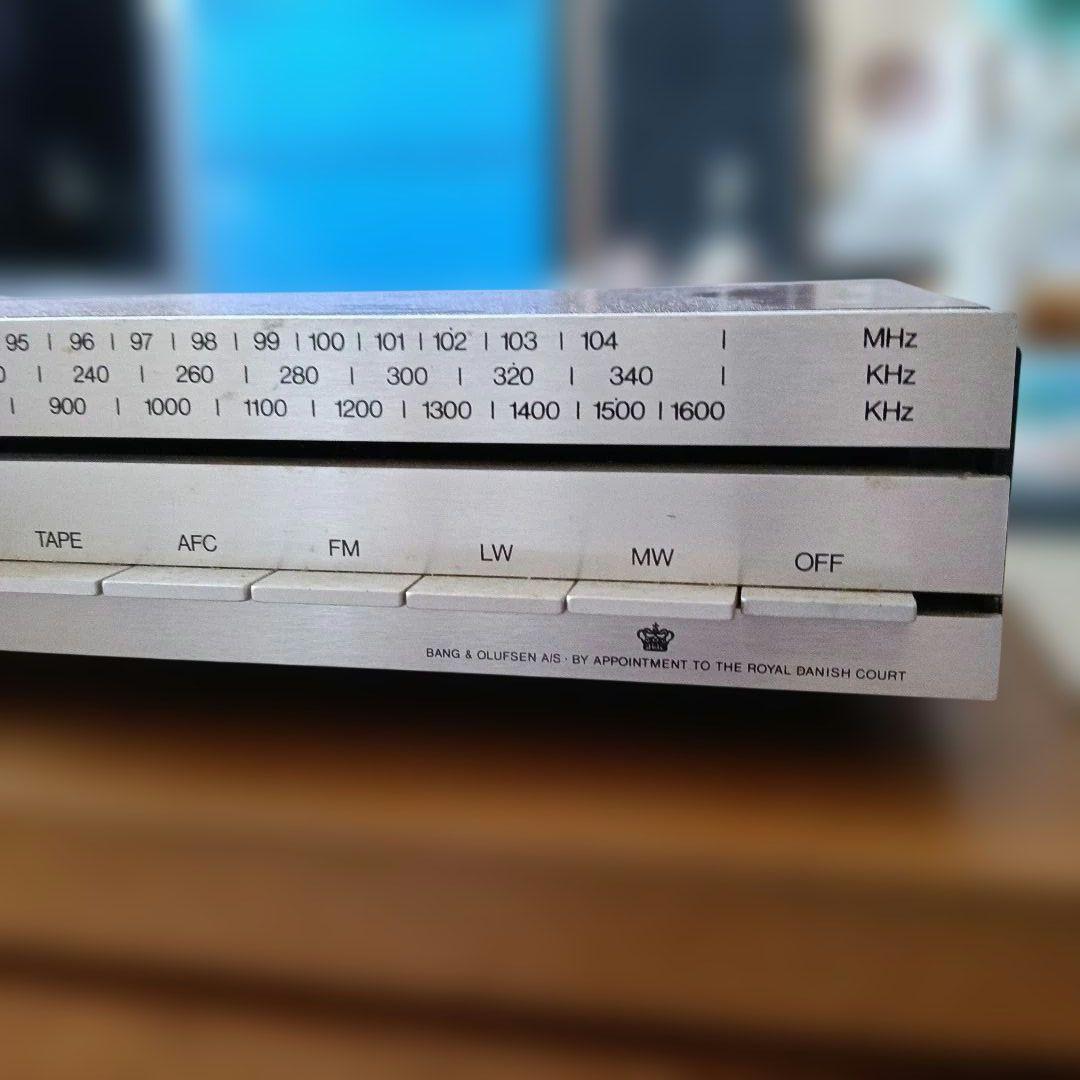 95 | 96 | 97 | 98 | 99 | 100 | 101 | 102 | 103 | 104 | MHz
0 | 240 | 260 | 280 | 300 | 320 | 340 | KHz
| 900 | 1000 | 1100 | 1200 | 1300 | 1400 | 1500 | 1600 KHz
TAPE AFC FM LW MW OFF
BANG & OLUFSEN A/S · BY APPOINTMENT TO THE ROYAL DANISH COURT